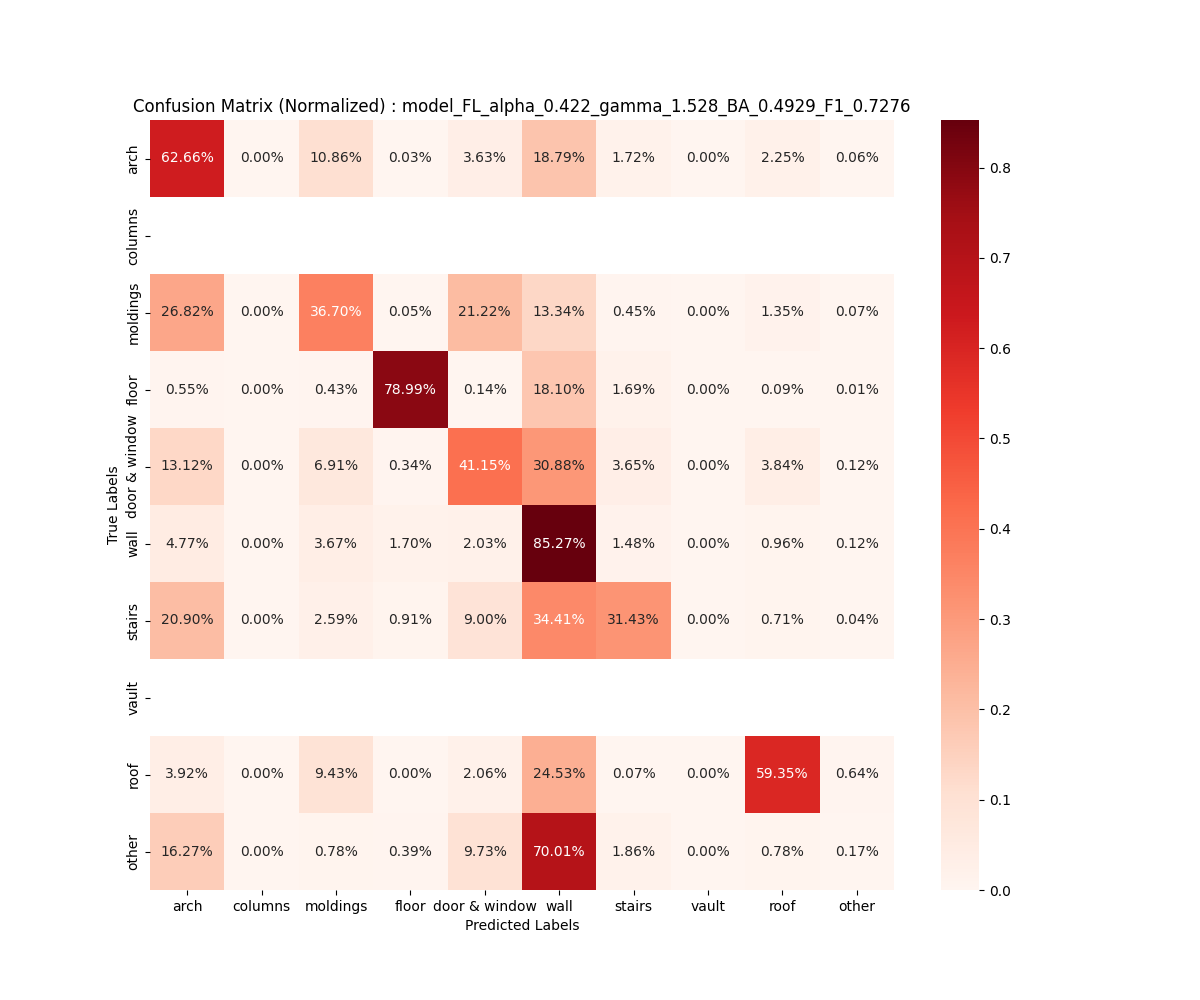 Confusion Matrix (Normalized) : model_FL_alpha_0.422_gamma_1.528_BA_0.4929_F1_0.7276
True Labels
arch 62.66% 0.00% 10.86% 0.03% 3.63% 18.79% 1.72% 0.00% 2.25% 0.06%
columns
moldings 26.82% 0.00% 36.70% 0.05% 21.22% 13.34% 0.45% 0.00% 1.35% 0.07%
floor 0.55% 0.00% 0.43% 78.99% 0.14% 18.10% 1.69% 0.00% 0.09% 0.01%
door & window 13.12% 0.00% 6.91% 0.34% 41.15% 30.88% 3.65% 0.00% 3.84% 0.12%
wall 4.77% 0.00% 3.67% 1.70% 2.03% 85.27% 1.48% 0.00% 0.96% 0.12%
stairs 20.90% 0.00% 2.59% 0.91% 9.00% 34.41% 31.43% 0.00% 0.71% 0.04%
vault
roof 3.92% 0.00% 9.43% 0.00% 2.06% 24.53% 0.07% 0.00% 59.35% 0.64%
other 16.27% 0.00% 0.78% 0.39% 9.73% 70.01% 1.86% 0.00% 0.78% 0.17%
arch columns moldings floor door & window wall stairs vault roof other
Predicted Labels
0.8
0.7
0.6
0.5
0.4
0.3
0.2
0.1
0.0